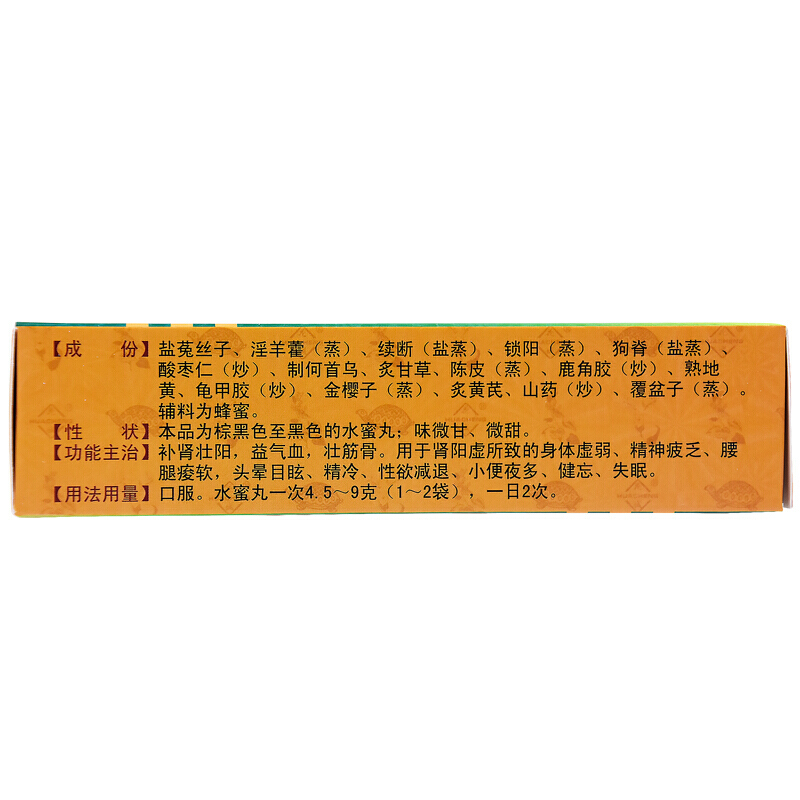 【成　份】盐菟丝子、淫羊藿（蒸）、续断（盐蒸）、锁阳（蒸）、狗脊（盐蒸）、
酸枣仁（炒）、制何首乌、炙甘草、陈皮（蒸）、鹿角胶（炒）、熟地
黄、龟甲胶（炒）、金樱子（蒸）、炙黄芪、山药（炒）、覆盆子（蒸）。
辅料为蜂蜜。
【性　状】本品为棕黑色至黑色的水蜜丸；味微甘、微甜。
【功能主治】补肾壮阳，益气血，壮筋骨。用于肾阳虚所致的身体虚弱、精神疲乏、腰
腿痠软，头晕目眩、精冷、性欲减退、小便夜多、健忘、失眠。
【用法用量】口服。水蜜丸一次4.5～9克（1～2袋），一日2次。